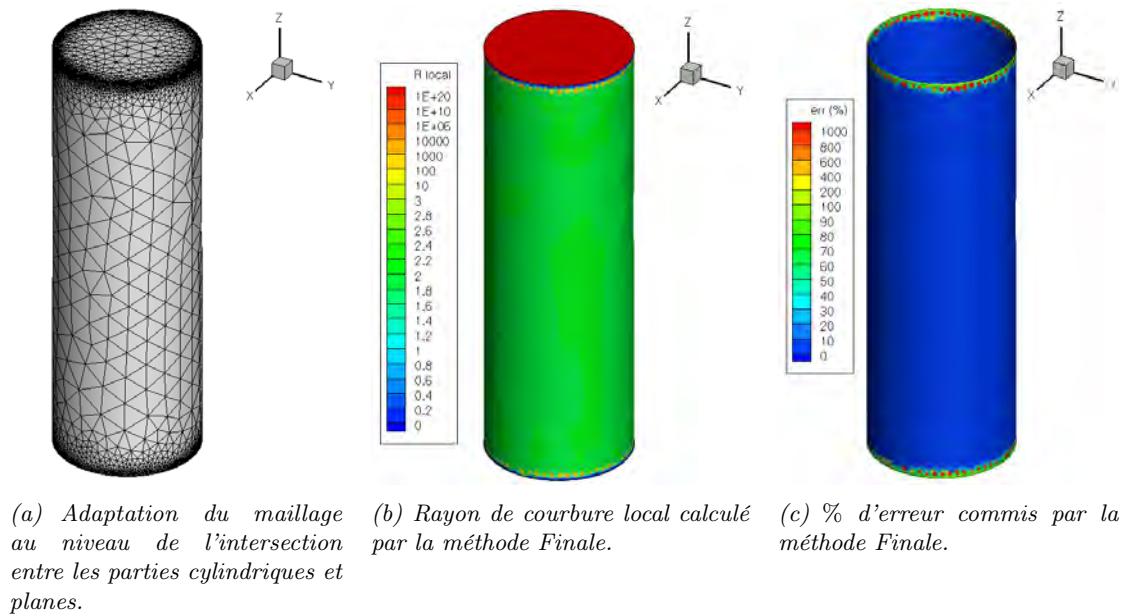 Z
X
Y
R local
1E+20
1E+10
1E+06
10000
1000
100
10
3
2.8
2.6
2.4
2.2
2
1.8
1.6
1.4
1.2
1
0.8
0.6
0.4
0.2
0
Z
X
Y
err (%)
1000
800
600
400
200
100
90
80
70
60
50
40
30
20
10
0
Z
X
(a) Adaptation du maillage
au niveau de l'intersection
entre les parties cylindriques et
planes.
(b) Rayon de courbure local calculé
par la méthode Finale.
(c) % d'erreur commis par la
méthode Finale.